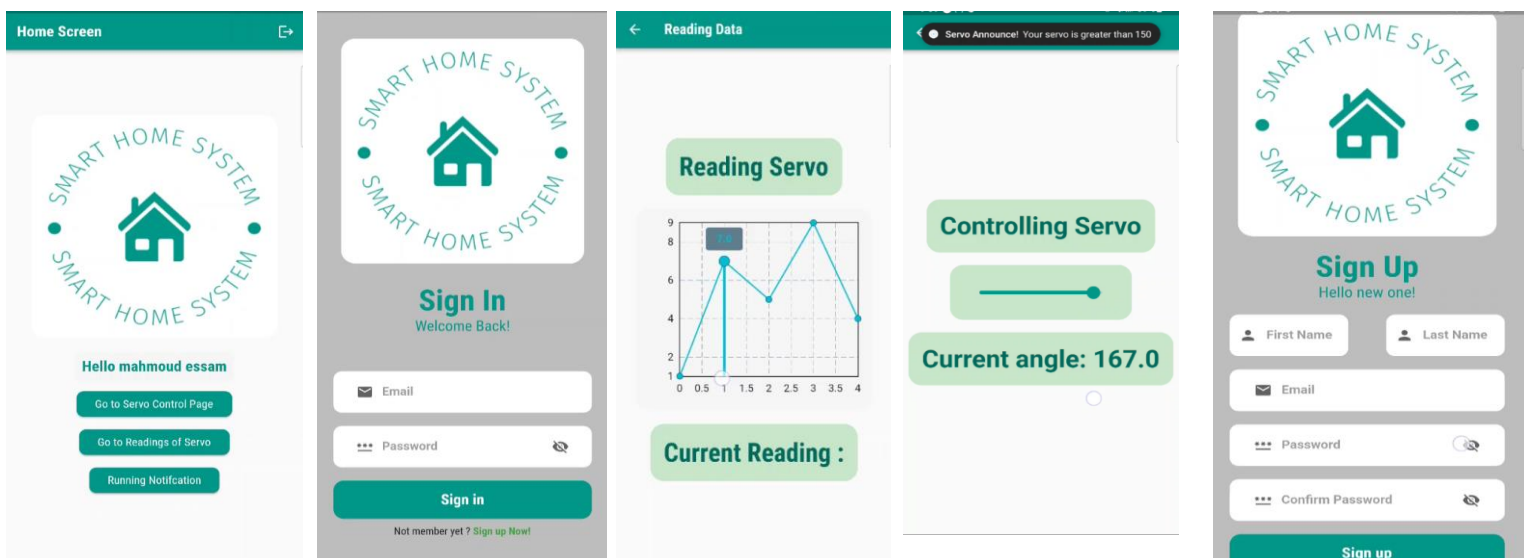 Home Screen
SMART HOME SYSTEM
SMART HOME SYSTEM
Hello mahmoud essam
Go to Servo Control Page
Go to Readings of Servo
Running Notifcation
SMART HOME SYSTEM
SMART HOME SYSTEM
Sign In
Welcome Back!
Email
Password
Sign in
Not member yet ? Sign up Now!
Reading Data
Reading Servo
9
8
7.0
6
4
2
1
0 0.5 1 1.5 2 2.5 3 3.5 4
Current Reading :
Servo Announce! Your servo is greater than 150
Controlling Servo
Current angle: 167.0
SMART HOME SYSTEM
SMART HOME SYSTEM
Sign Up
Hello new one!
First Name Last Name
Email
Password
Confirm Password
Sign up